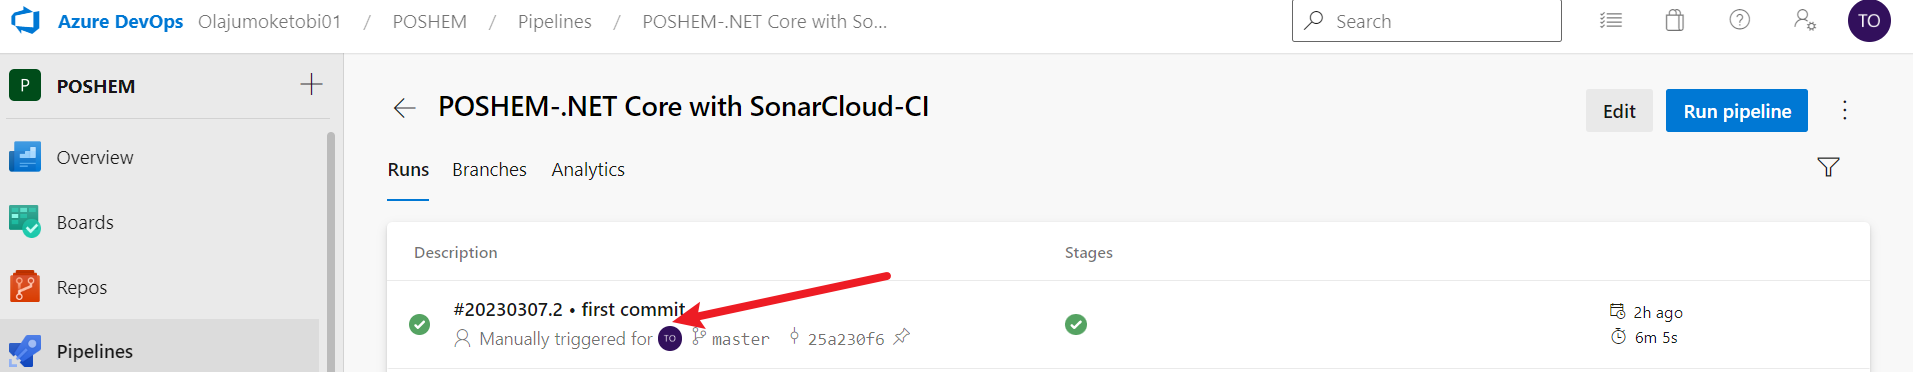 Azure DevOps Olajumoketobi01 / POSHEM / Pipelines / POSHEM-.NET Core with So...
Search
TO
P POSHEM
POSHEM-.NET Core with SonarCloud-CI
Edit
Run pipeline
Overview
Runs Branches Analytics
Boards
Description Stages
Repos
#20230307.2 • first commit
2h ago
Manually triggered for TO master 25a230f6
6m 5s
Pipelines